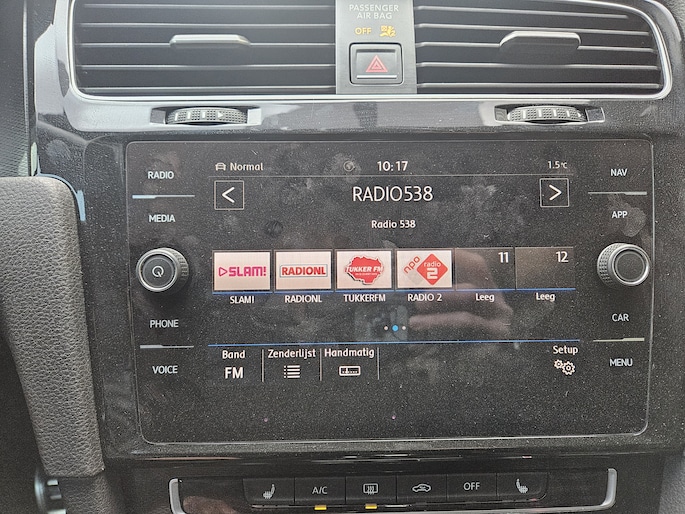 PASSENGER
AIR BAG
OFF
RADIO
MEDIA
PHONE
VOICE
Normal 10:17 1.5°C
< RADIO538 >
Radio 538
SLAM! RADIONL TUKKER FM npo radio 2 11 12
SLAM! RADIONL TUKKERFM RADIO 2 Leeg Leeg
Band Zenderlijst Handmatig Setup
FM
NAV
APP
CAR
MENU
A/C OFF